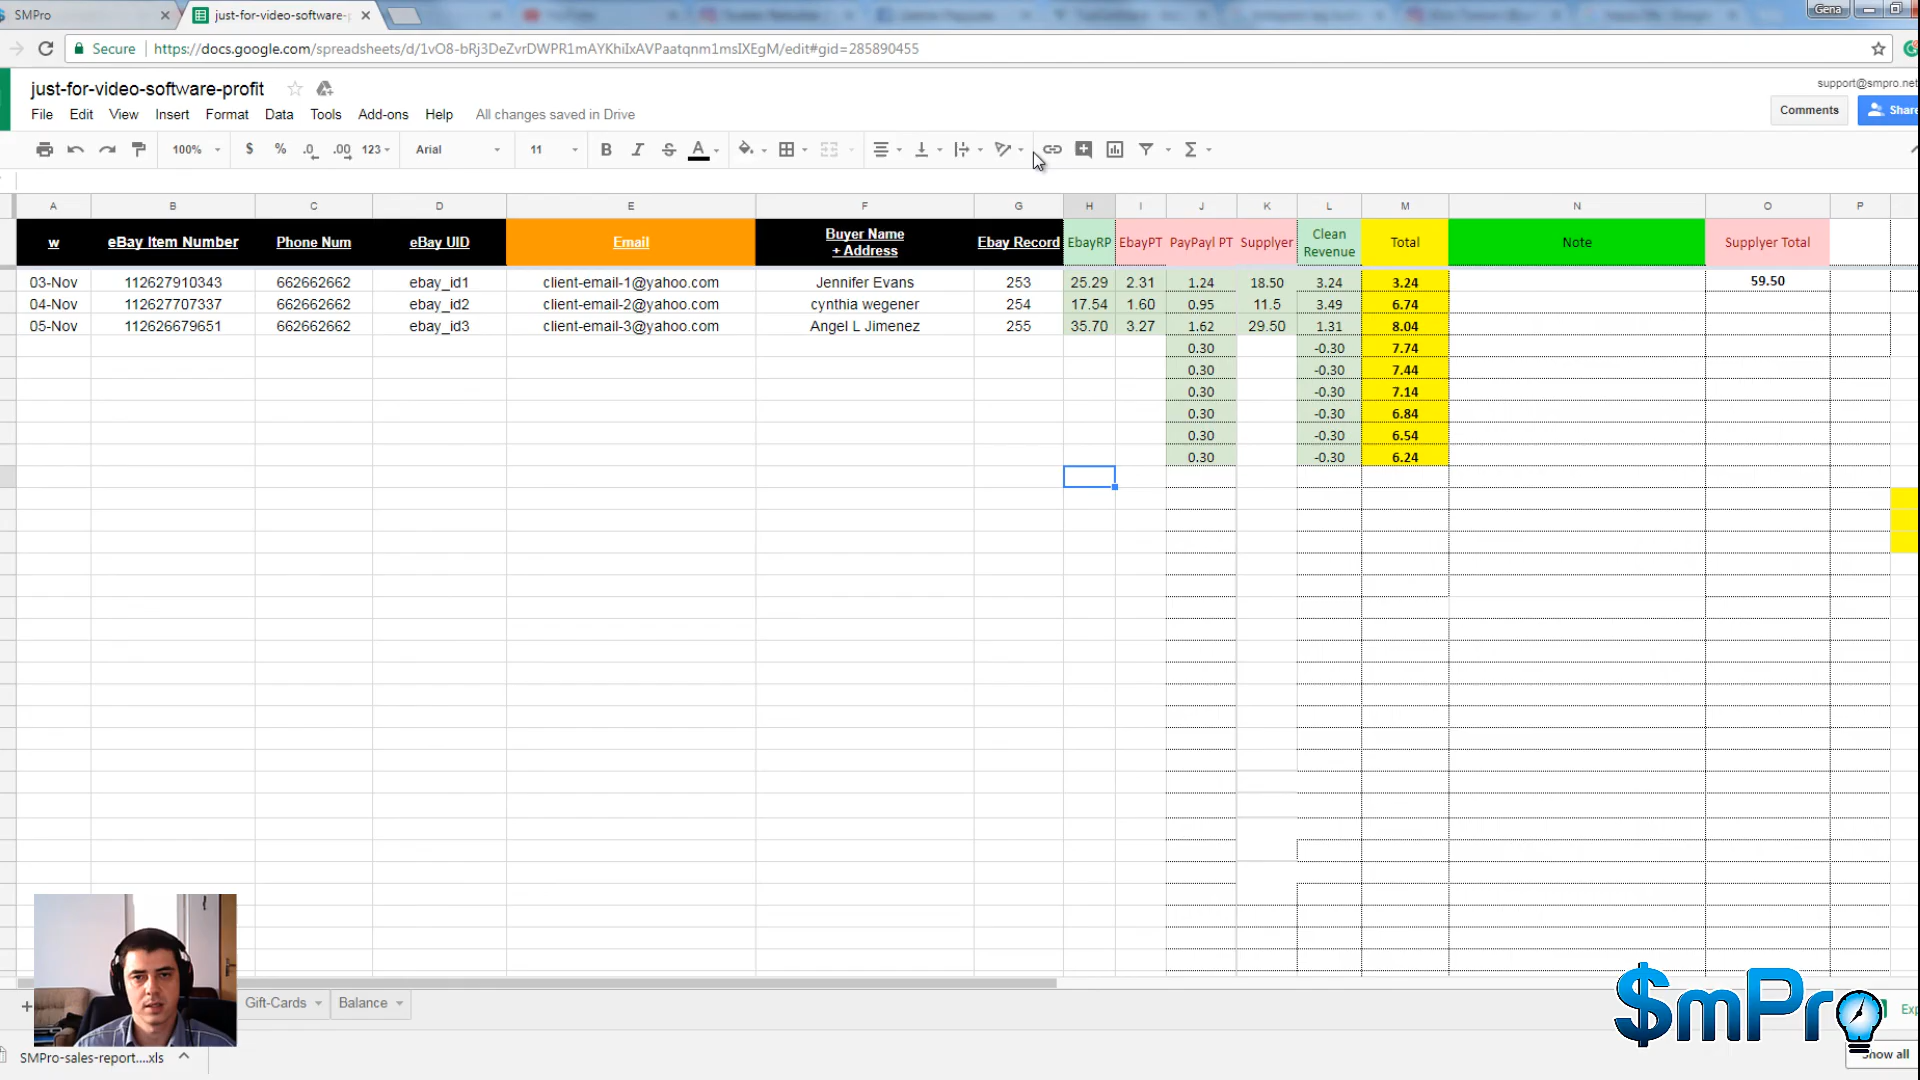 SMPro
just-for-video-software-
Gena
Secure https://docs.google.com/spreadsheets/d/1vO8-bRj3DeZvrDWPR1mAYKhiIxAVPaatqnm1msIXEgM/edit#gid=285890455
just-for-video-software-profit
support@smpro.net
File Edit View Insert Format Data Tools Add-ons Help All changes saved in Drive
Comments
Share
100% $ % .0 .00 123 Arial 11 B I S A Σ
A B C D E F G H I J K L M N O P
w eBay Item Number Phone Num eBay UID Email Buyer Name + Address Ebay Record EbayRP EbayPT PayPayl PT Supplyer Clean Revenue Total Note Supplyer Total
03-Nov 112627910343 662662662 ebay_id1 client-email-1@yahoo.com Jennifer Evans 253 25.29 2.31 1.24 18.50 3.24 3.24 59.50
04-Nov 112627707337 662662662 ebay_id2 client-email-2@yahoo.com cynthia wegener 254 17.54 1.60 0.95 11.5 3.49 6.74
05-Nov 112626679651 662662662 ebay_id3 client-email-3@yahoo.com Angel L Jimenez 255 35.70 3.27 1.62 29.50 1.31 8.04
0.30 -0.30 7.74
0.30 -0.30 7.44
0.30 -0.30 7.14
0.30 -0.30 6.84
0.30 -0.30 6.54
0.30 -0.30 6.24
Gift-Cards Balance
$mPro
Exp
SMPro-sales-report....xls
Show all